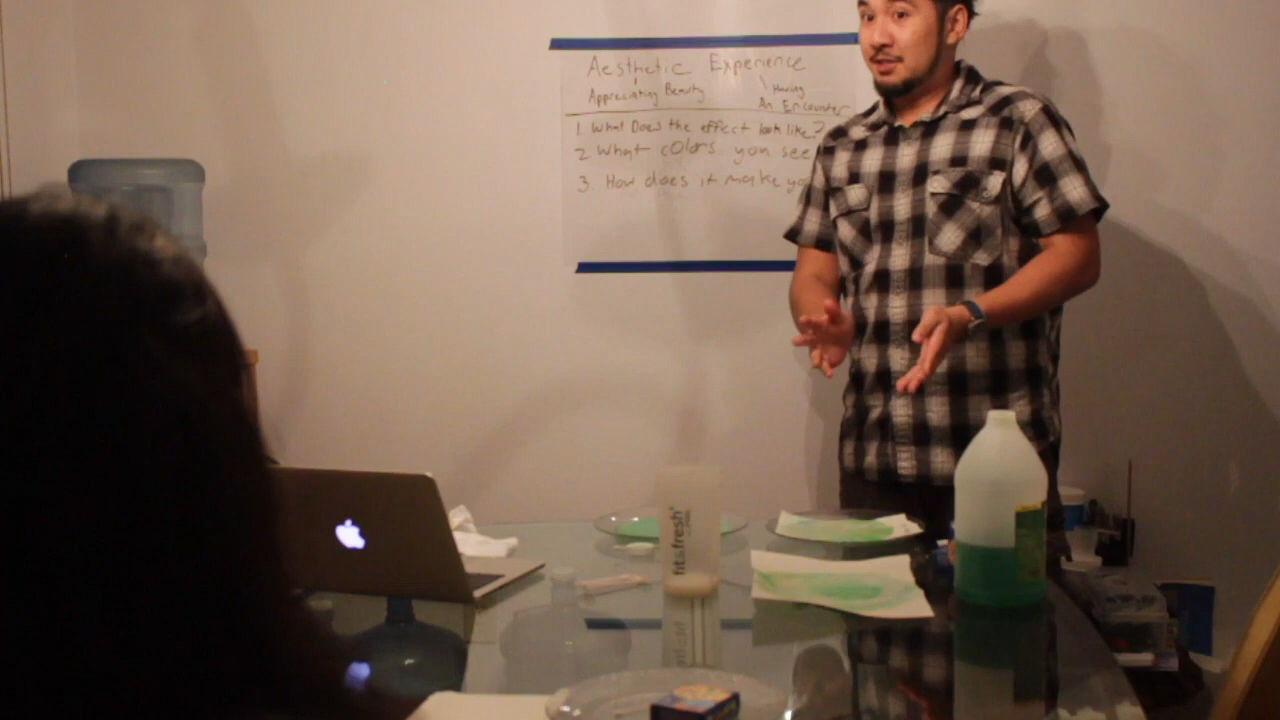 Aesthetic Experience
Appreciating Beauty
Having
An Encounter
1. What Does the effect look like?
2 What colors you see
3. How does it make yo
fit&fresh